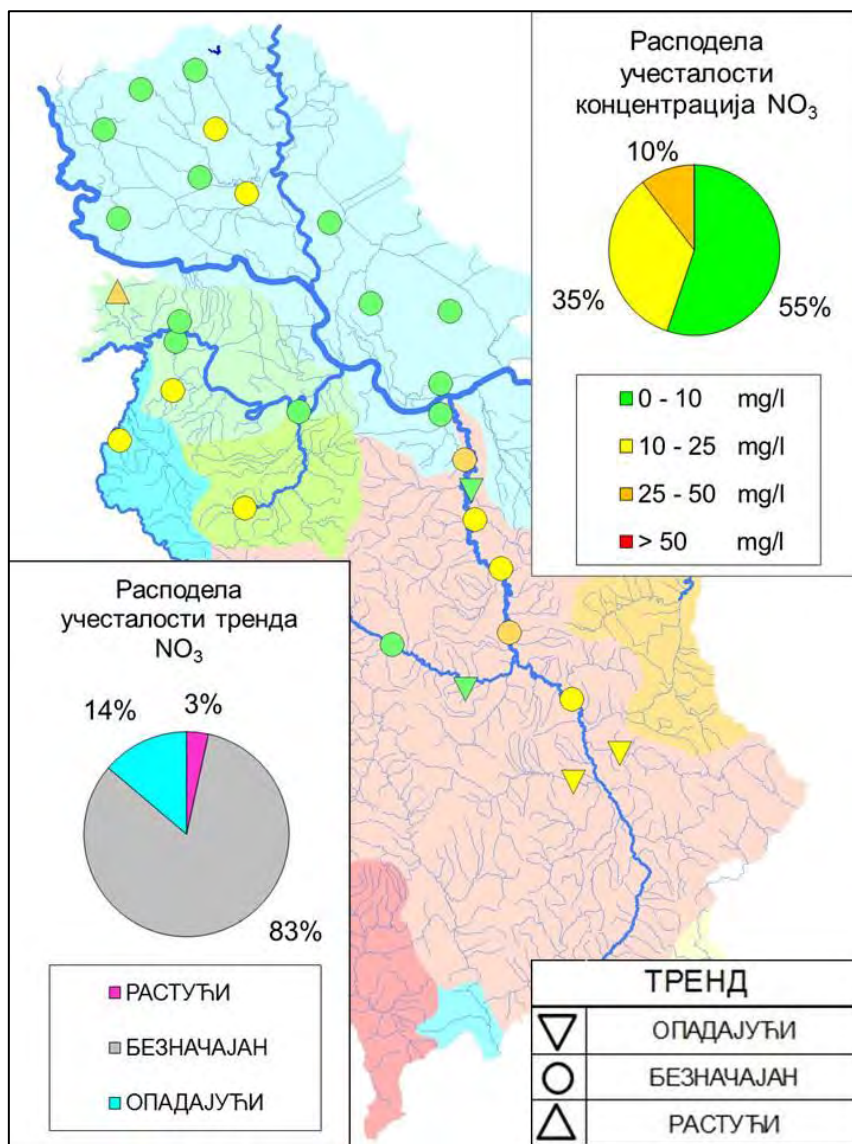 Расподела
учесталости
концентрација NO₃
10%
35%
55%
0 - 10 mg/l
10 - 25 mg/l
25 - 50 mg/l
> 50 mg/l
Расподела
учесталости тренда
NO₃
14%
3%
83%
РАСТУЋИ
БЕЗНАЧАЈАН
ОПАДАЈУЋИ
ТРЕНД
ОПАДАЈУЋИ
БЕЗНАЧАЈАН
РАСТУЋИ